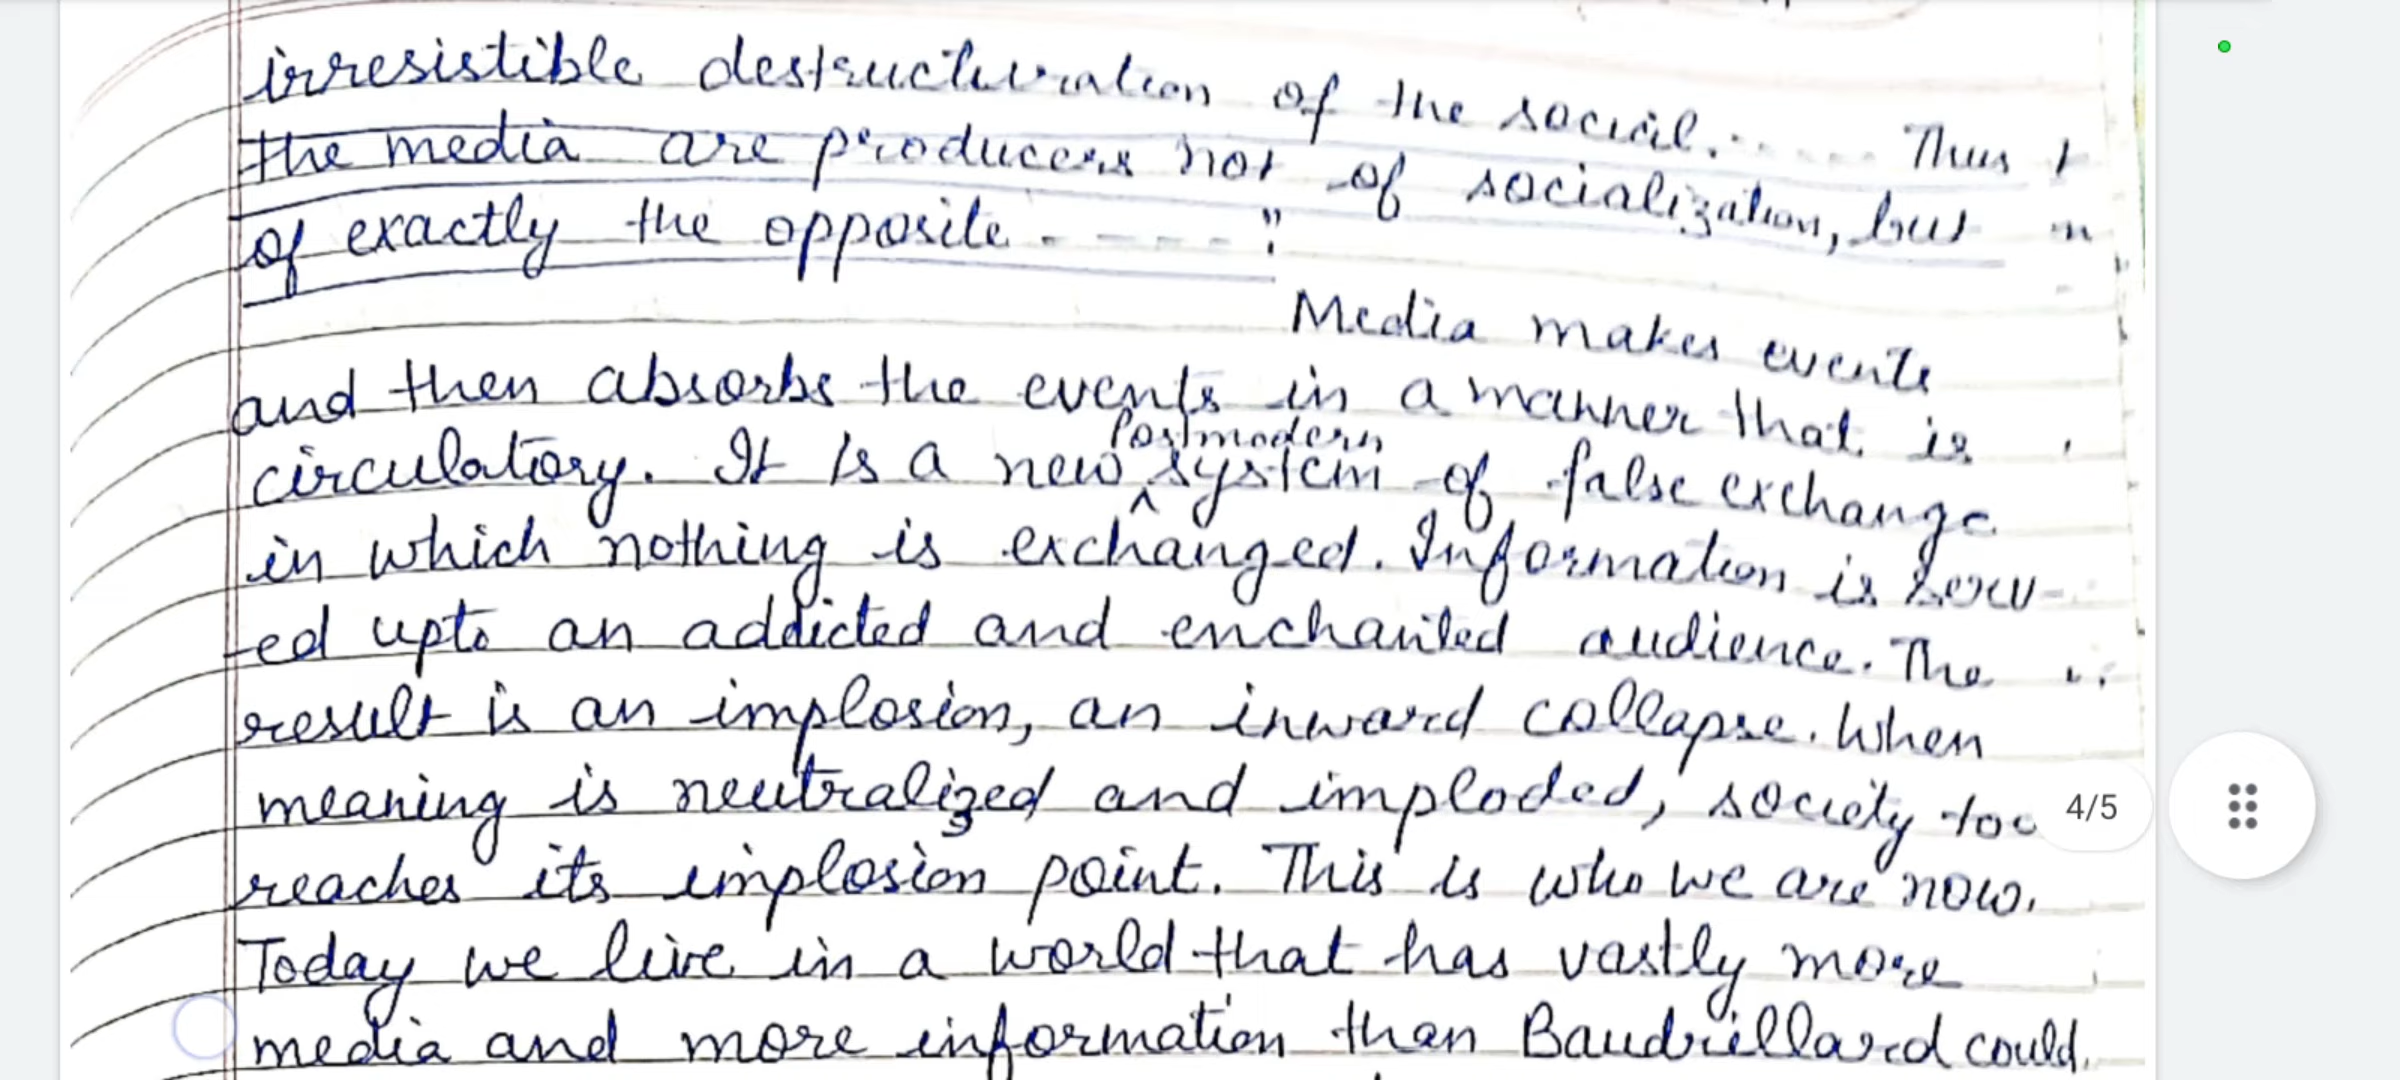 irresistible destructuration of the social...... Thus
the media are producers not of socialization, but
of exactly the opposite . - - - - ."
Media makes events
and then absorbs the events in a manner that is
circulatory. It is a new postmodern system of false exchange
in which nothing is exchanged. Information is serv-
-ed upto an addicted and enchanted audience. The
result is an implosion, an inward collapse. When
meaning is neutralized and imploded, society too
reaches its implosion point. This is who we are now.
Today we live in a world that has vastly more
media and more information than Baudrillard could
4/5